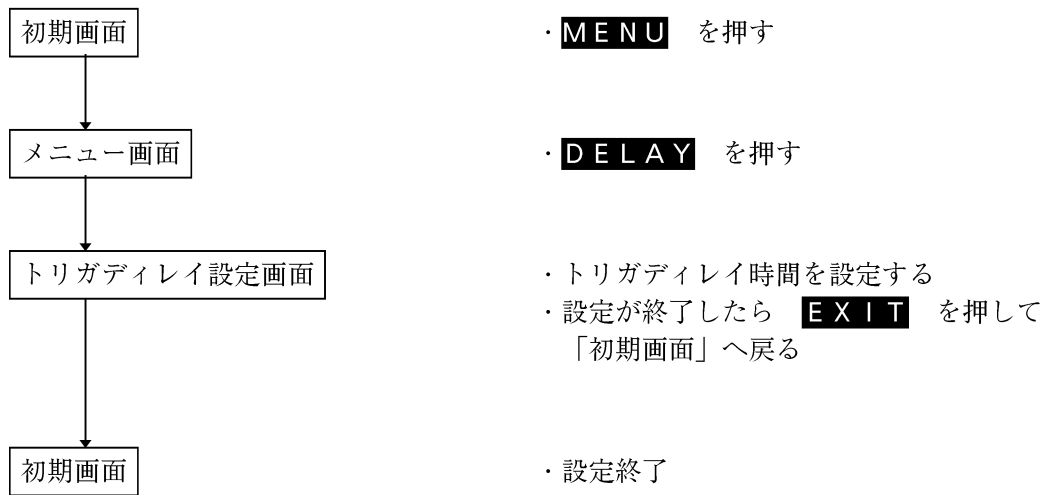 初期画面
・MENU を押す
メニュー画面
・DELAY を押す
トリガディレイ設定画面
・トリガディレイ時間を設定する
・設定が終了したら EXIT を押して
「初期画面」へ戻る
初期画面
・設定終了